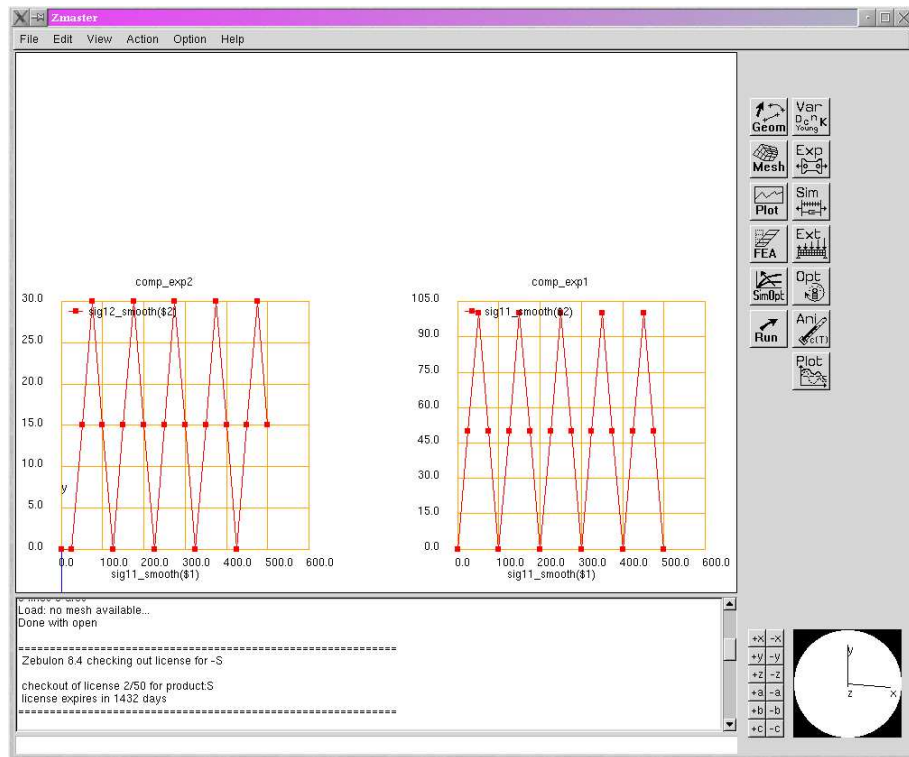 Zmaster
File Edit View Action Option Help
comp_exp2
30.0
25.0
20.0
15.0
10.0
5.0
0.0
sig12_smooth($2)
y
100.0 200.0 300.0 400.0 500.0 600.0
sig11_smooth($1)
comp_exp1
105.0
90.0
75.0
60.0
45.0
30.0
15.0
0.0
sig11_smooth($2)
0.0 100.0 200.0 300.0 400.0 500.0 600.0
sig11_smooth($1)
Geom
Var
D c n K
Young
Mesh
Exp
Plot
Sim
FEA
Ext
SimOpt
Opt
Run
Ani
c(T)
Plot
Load: no mesh available...
Done with open
=========================================================
Zebulon 8.4 checking out license for -S
checkout of license 2/50 for product:S
license expires in 1432 days
=========================================================
+x -x
+y -y
+z -z
+a -a
+b -b
+c -c
y
z x